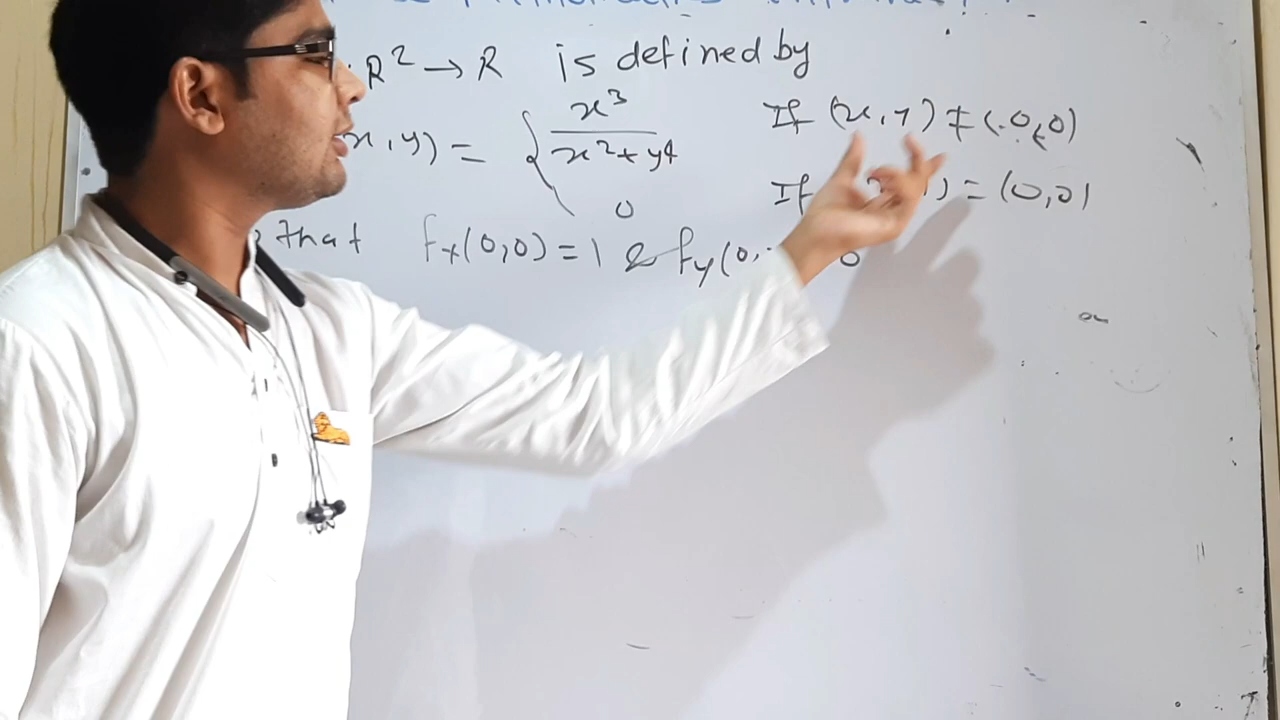 : R² → R is defined by
x, y) = { x³ / x² + y4 If (x, y) ≠ (0,0)
0 If = (0,0)
that fx(0,0) = 1 & fy(0, 0